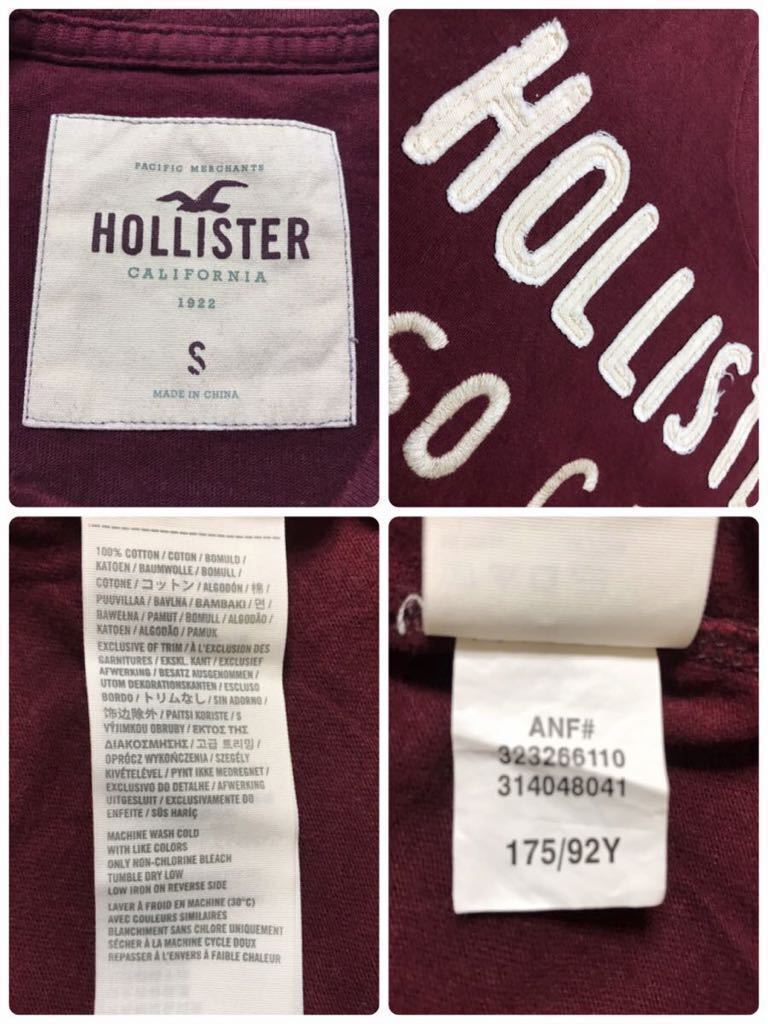 PACIFIC MERCHANTS
HOLLISTER
CALIFORNIA
1922
S
MADE IN CHINA
HOLLISTE
SO C
100% COTTON / COTON / BOMULD /
KATOEN / BAUMWOLLE / BOMULL /
COTONE / コットン / ALGODÓN / 棉 /
PUUVILLAA / BAVLNA / ΒΑΜΒΑΚΙ / 면 /
BAWEŁNA / PAMUT / BOMULL / ALGODÃO /
KATOEN / ALGODÃO / PAMUK
EXCLUSIVE OF TRIM / À L'EXCLUSION DES
GARNITURES / EKSKL. KANT / EXCLUSIEF
AFWERKING / BESATZ AUSGENOMMEN /
UTOM DEKORATIONSKANTEN / ESCLUSO
BORDO / トリムなし / SIN ADORNO /
饰边除外 / PAITSI KORISTE / S
VÝJIMKOU OBRUBY / ΕΚΤΟΣ ΤΗΣ
ΔΙΑΚΟΣΜΗΣΗΣ / 고급 트리밍 /
OPRÓCZ WYKOŃCZENIA / SZEGÉLY
KIVÉTELÉVEL / PYNT IKKE MEDREGNET /
EXCLUSIVO DO DETALHE / AFWERKING
UITGESLUIT / EXCLUSIVAMENTE DO
ENFEITE / SÜS HARİÇ
MACHINE WASH COLD
WITH LIKE COLORS
ONLY NON-CHLORINE BLEACH
TUMBLE DRY LOW
LOW IRON ON REVERSE SIDE
LAVER À FROID EN MACHINE (30°C)
AVEC COULEURS SIMILAIRES
BLANCHIMENT SANS CHLORE UNIQUEMENT
SÉCHER À LA MACHINE CYCLE DOUX
REPASSER À L'ENVERS À FAIBLE CHALEUR
ANF#
323266110
314048041
175/92Y